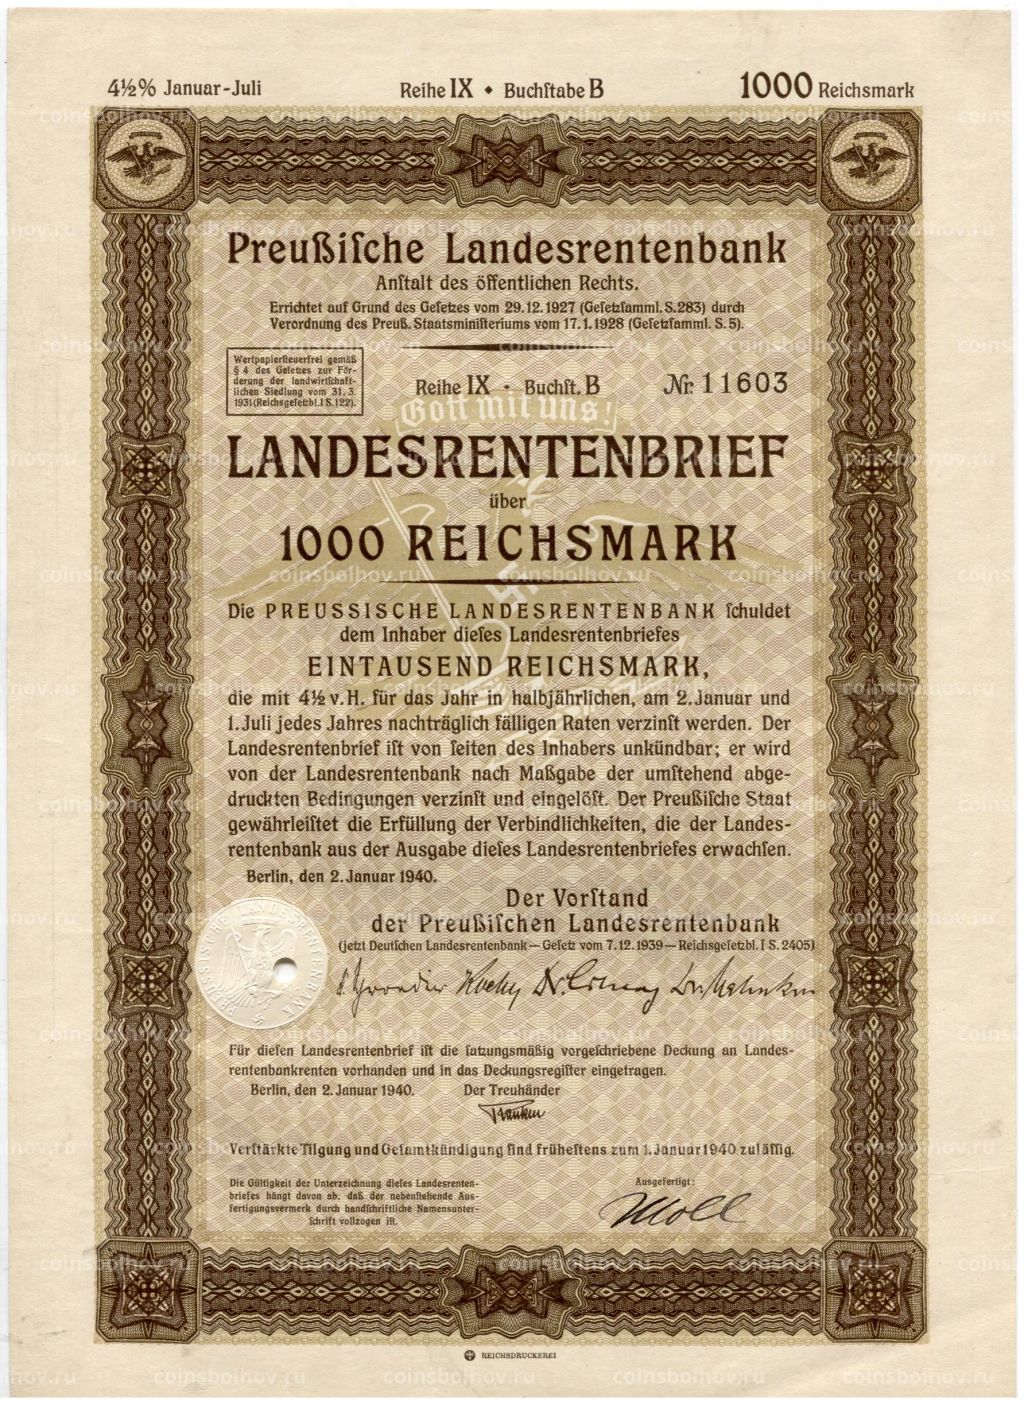 4½% Januar-Juli Reihe IX • Buchſtabe B 1000 Reichsmark
Preußiſche Landesrentenbank
Anſtalt des öffentlichen Rechts.
Errichtet auf Grund des Geſetzes vom 29.12.1927 (Geſetzſamml. S. 283) durch
Verordnung des Preuß. Staatsminiſteriums vom 17.1.1928 (Geſetzſamml. S. 5).
Wertpapierſteuerfrei gemäß
§ 4 des Geſetzes zur För-
derung der landwirtſchaft-
lichen Siedlung vom 31. 3.
1931 (Reichsgeſetzbl. I S. 122).
Reihe IX • Buchſt. B Nr. 11603
Gott mit uns!
LANDESRENTENBRIEF
über
1000 REICHSMARK
Die PREUSSISCHE LANDESRENTENBANK ſchuldet
dem Inhaber dieſes Landesrentenbriefes
EINTAUSEND REICHSMARK,
die mit 4½ v. H. für das Jahr in halbjährlichen, am 2. Januar und
1. Juli jedes Jahres nachträglich fälligen Raten verzinſt werden. Der
Landesrentenbrief iſt von ſeiten des Inhabers unkündbar; er wird
von der Landesrentenbank nach Maßgabe der umſtehend abge-
druckten Bedingungen verzinſt und eingelöſt. Der Preußiſche Staat
gewährleiſtet die Erfüllung der Verbindlichkeiten, die der Landes-
rentenbank aus der Ausgabe dieſes Landesrentenbriefes erwachſen.
Berlin, den 2. Januar 1940.
Der Vorſtand
der Preußiſchen Landesrentenbank
(jetzt Deutſchen Landesrentenbank — Geſetz vom 7.12.1939 — Reichsgeſetzbl. I S. 2405)
PREUSSISCHE LANDESRENTENBANK
Für dieſen Landesrentenbrief iſt die ſatzungsmäßig vorgeſchriebene Deckung an Landes-
rentenbankrenten vorhanden und in das Deckungsregiſter eingetragen.
Berlin, den 2. Januar 1940. Der Treuhänder
Verſtärkte Tilgung und Geſamtkündigung ſind früheſtens zum 1. Januar 1940 zuläſſig.
Die Gültigkeit der Unterzeichnung dieſes Landesrenten-
briefes hängt davon ab, daß der nebenſtehende Aus-
fertigungsvermerk durch handſchriftliche Namensunter-
ſchrift vollzogen iſt.
Ausgefertigt:
Moll
REICHSDRUCKEREI
coinsbolhov.ru